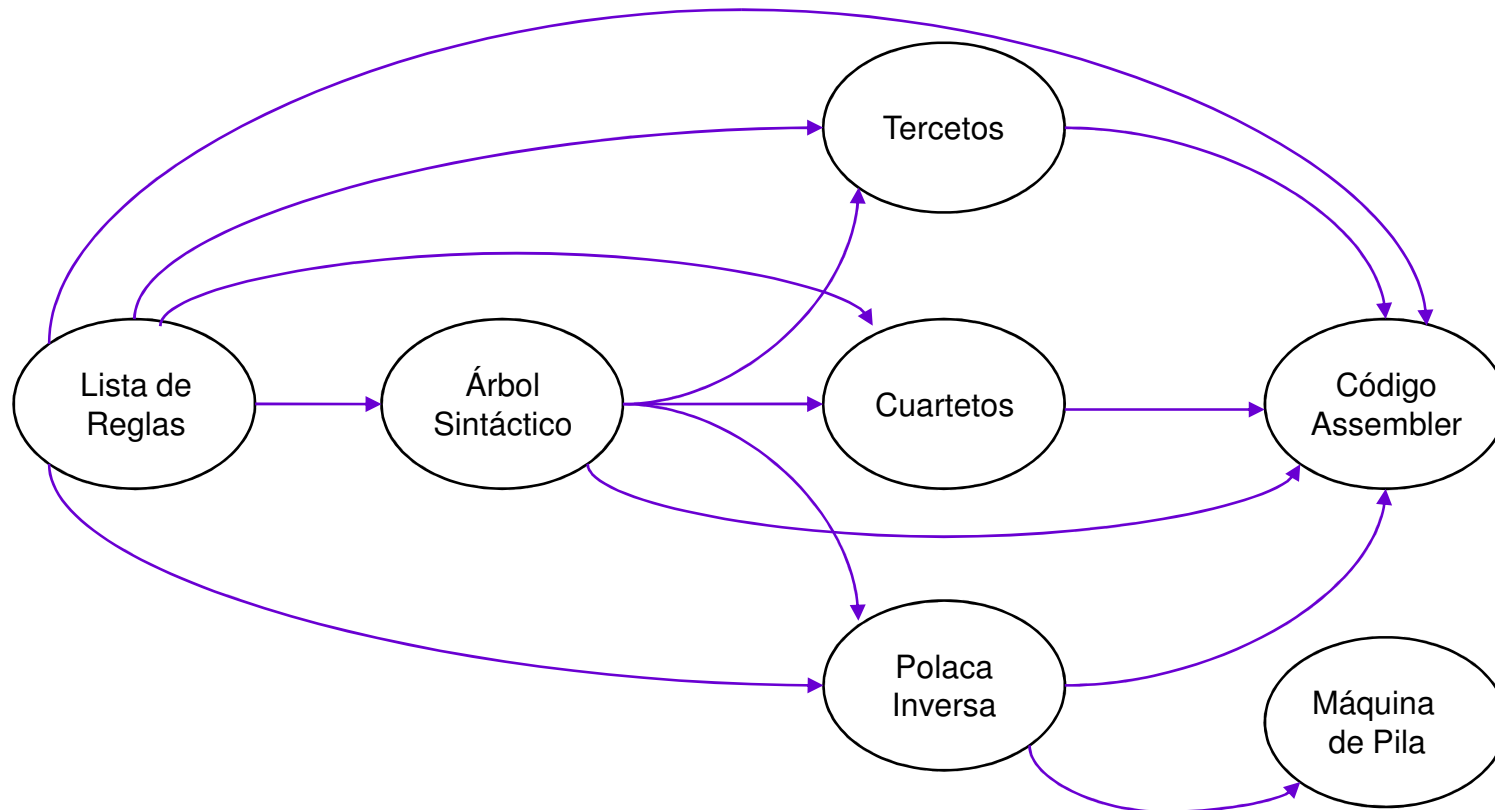 Tercetos
Lista de
Reglas
Árbol
Sintáctico
Cuartetos
Código
Assembler
Polaca
Inversa
Máquina
de Pila